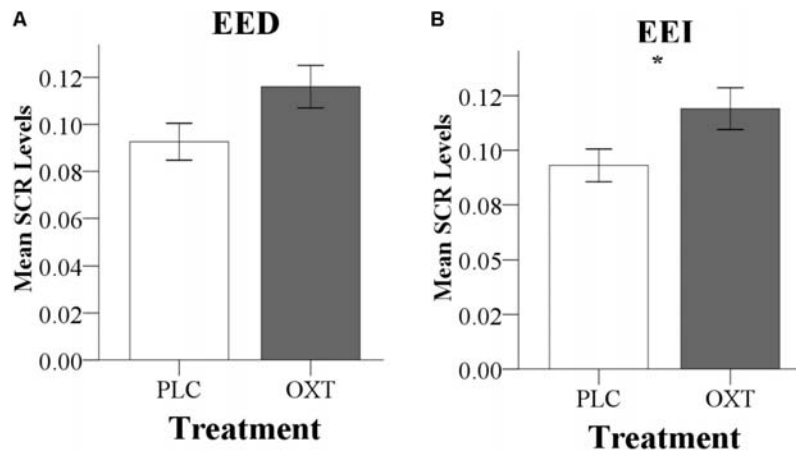 A
EED
Mean SCR Levels
0.12
0.10
0.08
0.06
0.04
0.02
0.00
PLC OXT
Treatment
B
EEI
*
Mean SCR Levels
0.12
0.10
0.08
0.05
0.02
0.00
PLC OXT
Treatment